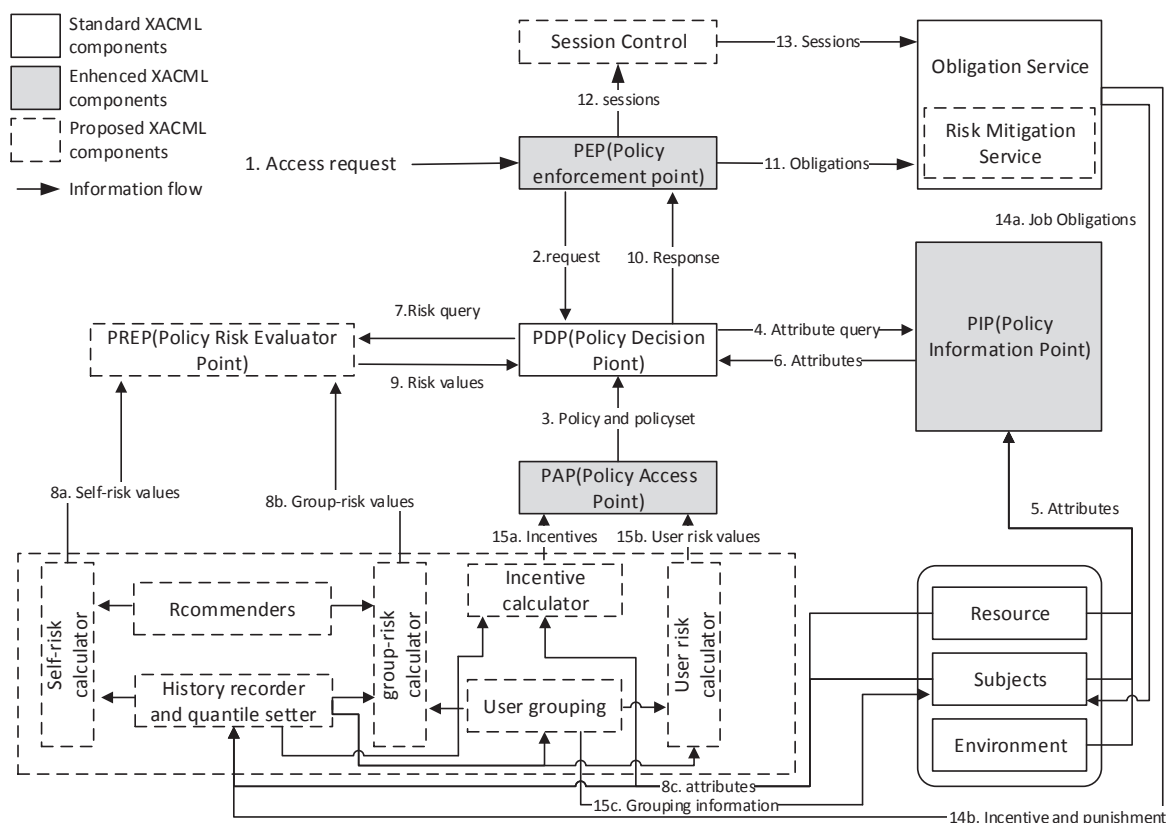 Standard XACML
components
Enhenced XACML
components
Proposed XACML
components
Information flow
Session Control
13. Sessions
Obligation Service
Risk Mitigation
Service
12. sessions
1. Access request
PEP(Policy
enforcement point)
11. Obligations
14a. Job Obligations
2.request
10. Response
7.Risk query
PREP(Policy Risk Evaluator
Point)
9. Risk values
PDP(Policy Decision
Piont)
4. Attribute query
6. Attributes
PIP(Policy
Information Point)
3. Policy and policyset
PAP(Policy Access
Point)
8a. Self-risk values
8b. Group-risk values
15a. Incentives
15b. User risk values
5. Attributes
Self-risk
calculator
Rcommenders
History recorder
and quantile setter
group-risk
calculator
Incentive
calculator
User grouping
User risk
calculator
Resource
Subjects
Environment
8c. attributes
15c. Grouping information
14b. Incentive and punishment